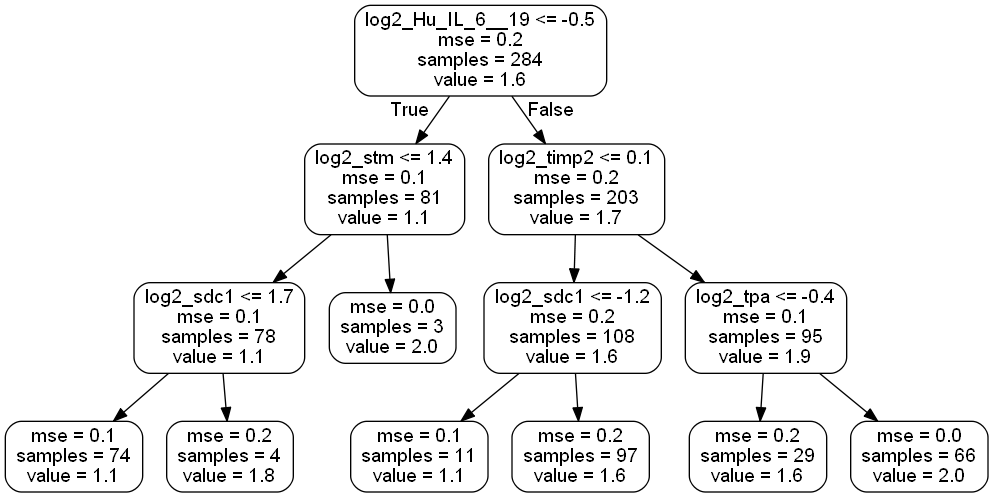 log2_Hu_IL_6__19 <= -0.5
mse = 0.2
samples = 284
value = 1.6
True
False
log2_stm <= 1.4
mse = 0.1
samples = 81
value = 1.1
log2_timp2 <= 0.1
mse = 0.2
samples = 203
value = 1.7
log2_sdc1 <= 1.7
mse = 0.1
samples = 78
value = 1.1
mse = 0.0
samples = 3
value = 2.0
log2_sdc1 <= -1.2
mse = 0.2
samples = 108
value = 1.6
log2_tpa <= -0.4
mse = 0.1
samples = 95
value = 1.9
mse = 0.1
samples = 74
value = 1.1
mse = 0.2
samples = 4
value = 1.8
mse = 0.1
samples = 11
value = 1.1
mse = 0.2
samples = 97
value = 1.6
mse = 0.2
samples = 29
value = 1.6
mse = 0.0
samples = 66
value = 2.0